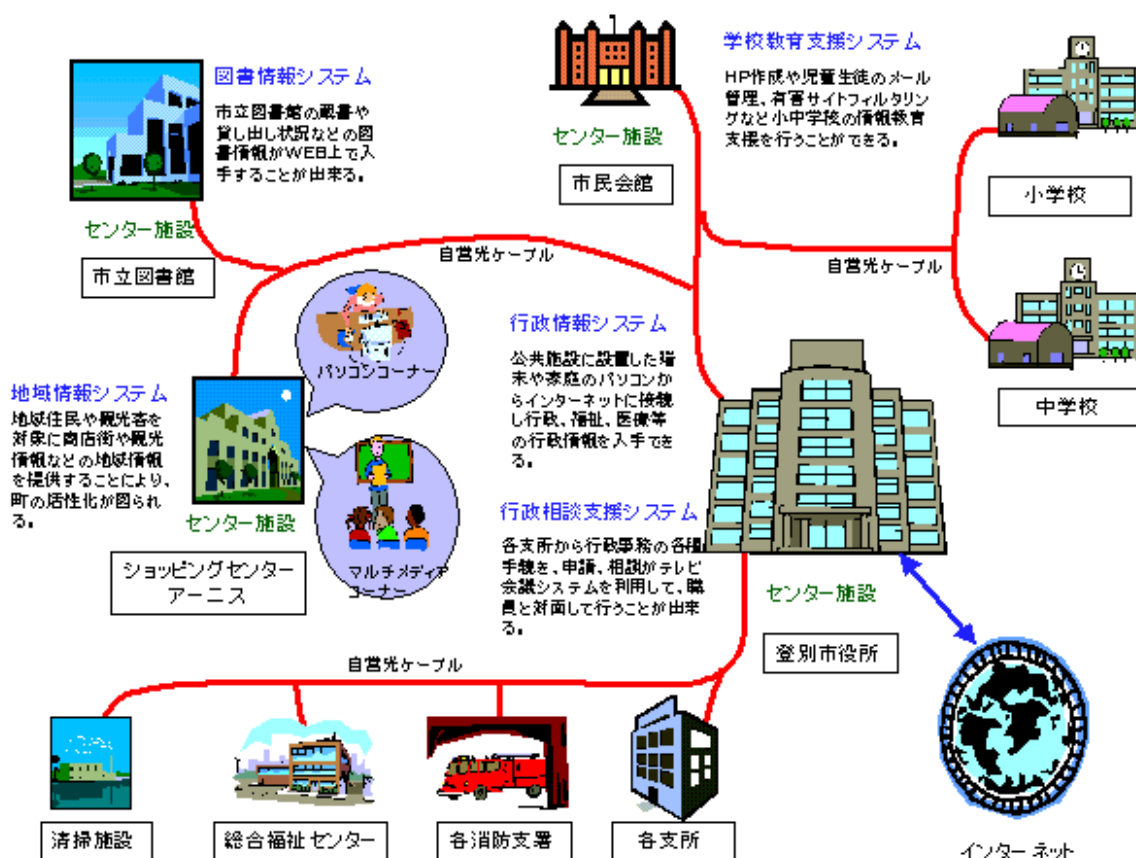 図書情報システム
市立図書館の蔵書や
貸し出し状況などの図
書情報がWEB上で入
手することが出来る。
センター施設
市立図書館
センター施設
市民会館
学校教育支援システム
HP作成や児童生徒のメール
管理、有害サイトフィルタリン
グなど小中学校の情報教育
支援を行うことができる。
小学校
自営光ケーブル
自営光ケーブル
中学校
パソコンコーナー
地域情報システム
地域住民や観光客を
対象に商店街や観光
情報などの地域情報
を提供することにより、
町の活性化が図られ
る。
センター施設
ショッピングセンター
アーニス
マルチメディア
コーナー
行政情報システム
公共施設に設置した端
末や家庭のパソコンか
らインターネットに接続
し行政、福祉、医療等
の行政情報を入手でき
る。
行政相談支援システム
各支所から行政事務の各種
手続を、申請、相談がテレビ
会議システムを利用して、職
員と対面して行うことが出来
る。
センター施設
登別市役所
自営光ケーブル
清掃施設
総合福祉センター
各消防支署
各支所
インターネット